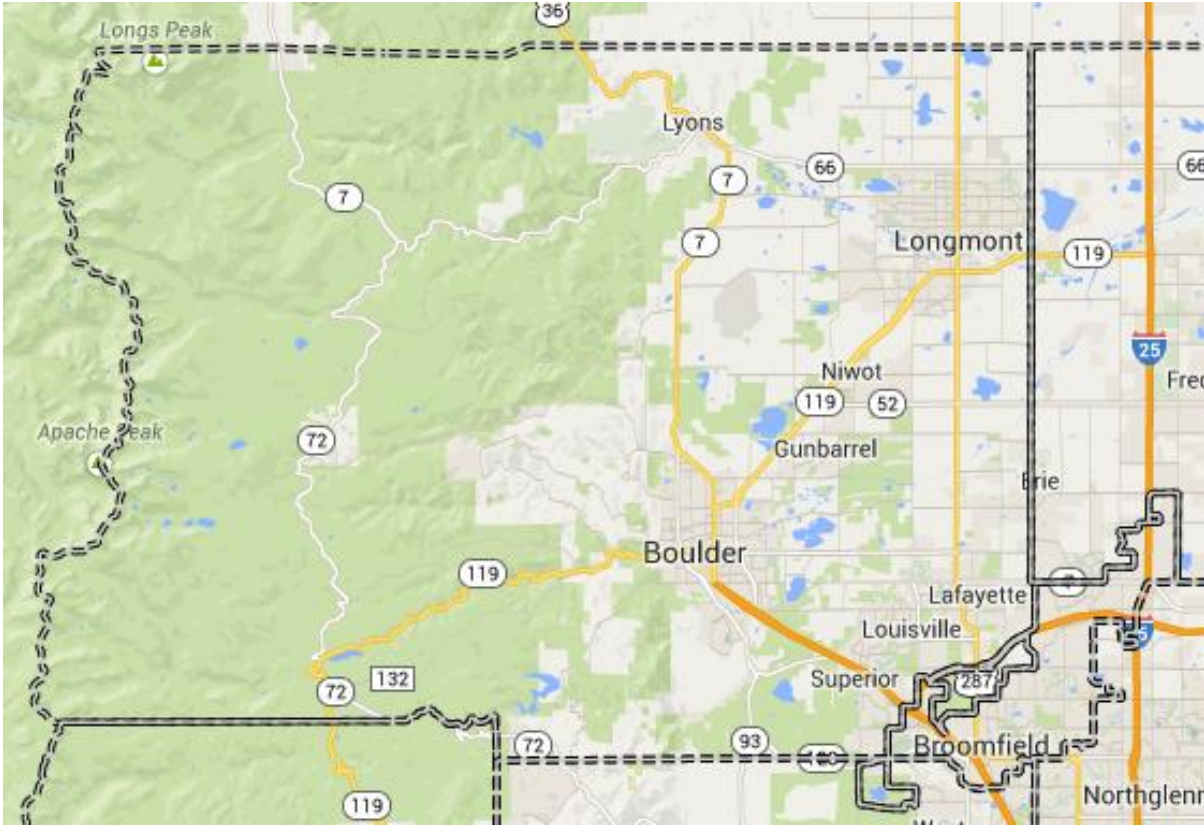 36
Longs Peak
Lyons
66
66
7
7
7
Longmont
119
25
Niwot
Fred
119
52
Apache Peak
72
Gunbarrel
Erie
Boulder
119
Lafayette
Louisville
132
Superior
287
72
72
93
Broomfield
119
Northglenn